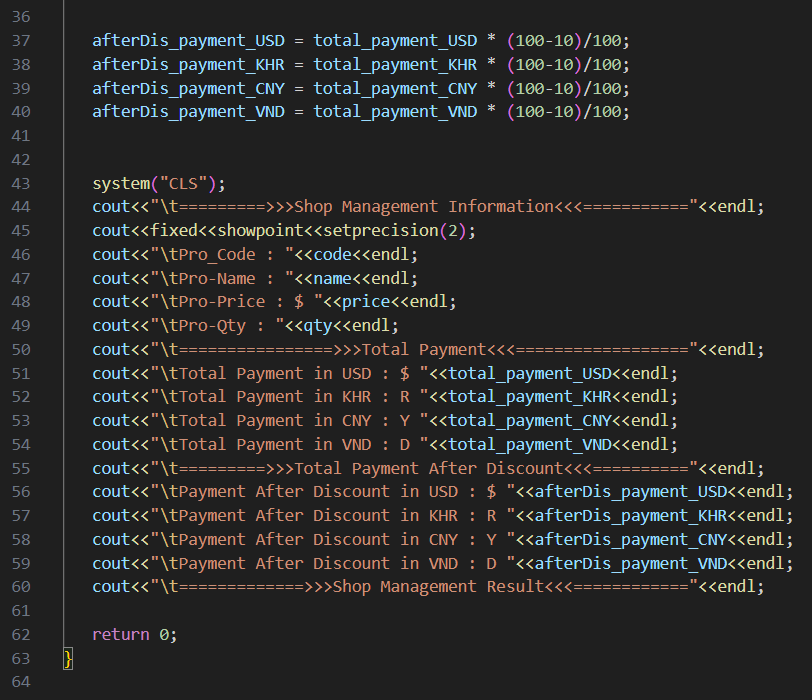 36
37 afterDis_payment_USD = total_payment_USD * (100-10)/100;
38 afterDis_payment_KHR = total_payment_KHR * (100-10)/100;
39 afterDis_payment_CNY = total_payment_CNY * (100-10)/100;
40 afterDis_payment_VND = total_payment_VND * (100-10)/100;
41
42
43 system("CLS");
44 cout<<"\t=========>>>Shop Management Information<<<==========="<<endl;
45 cout<<fixed<<showpoint<<setprecision(2);
46 cout<<"\tPro_Code : "<<code<<endl;
47 cout<<"\tPro-Name : "<<name<<endl;
48 cout<<"\tPro-Price : $ "<<price<<endl;
49 cout<<"\tPro-Qty : "<<qty<<endl;
50 cout<<"\t================>>>Total Payment<<<=================="<<endl;
51 cout<<"\tTotal Payment in USD : $ "<<total_payment_USD<<endl;
52 cout<<"\tTotal Payment in KHR : R "<<total_payment_KHR<<endl;
53 cout<<"\tTotal Payment in CNY : Y "<<total_payment_CNY<<endl;
54 cout<<"\tTotal Payment in VND : D "<<total_payment_VND<<endl;
55 cout<<"\t=========>>>Total Payment After Discount<<<=========="<<endl;
56 cout<<"\tPayment After Discount in USD : $ "<<afterDis_payment_USD<<endl;
57 cout<<"\tPayment After Discount in KHR : R "<<afterDis_payment_KHR<<endl;
58 cout<<"\tPayment After Discount in CNY : Y "<<afterDis_payment_CNY<<endl;
59 cout<<"\tPayment After Discount in VND : D "<<afterDis_payment_VND<<endl;
60 cout<<"\t=============>>>Shop Management Result<<<============"<<endl;
61
62 return 0;
63 }
64